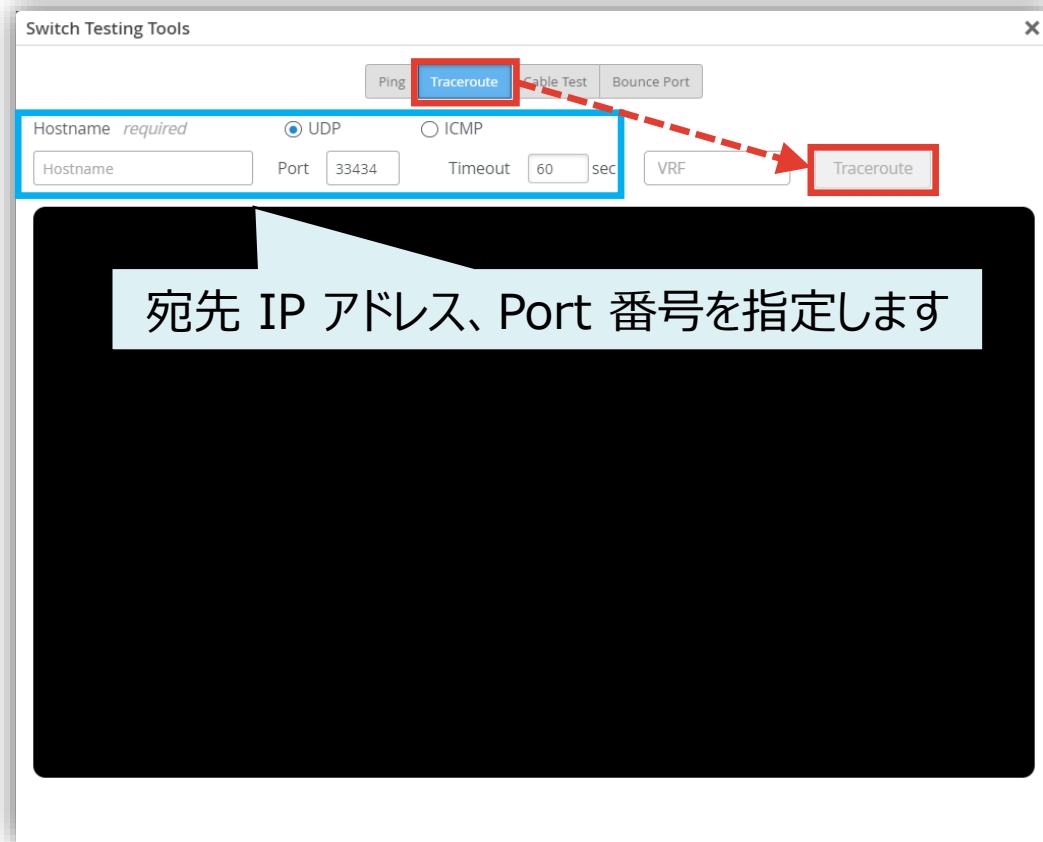 Switch Testing Tools
Ping Traceroute Cable Test Bounce Port
Hostname required UDP ICMP
Hostname Port 33434 Timeout 60 sec VRF Traceroute
宛先 IP アドレス、Port 番号を指定します